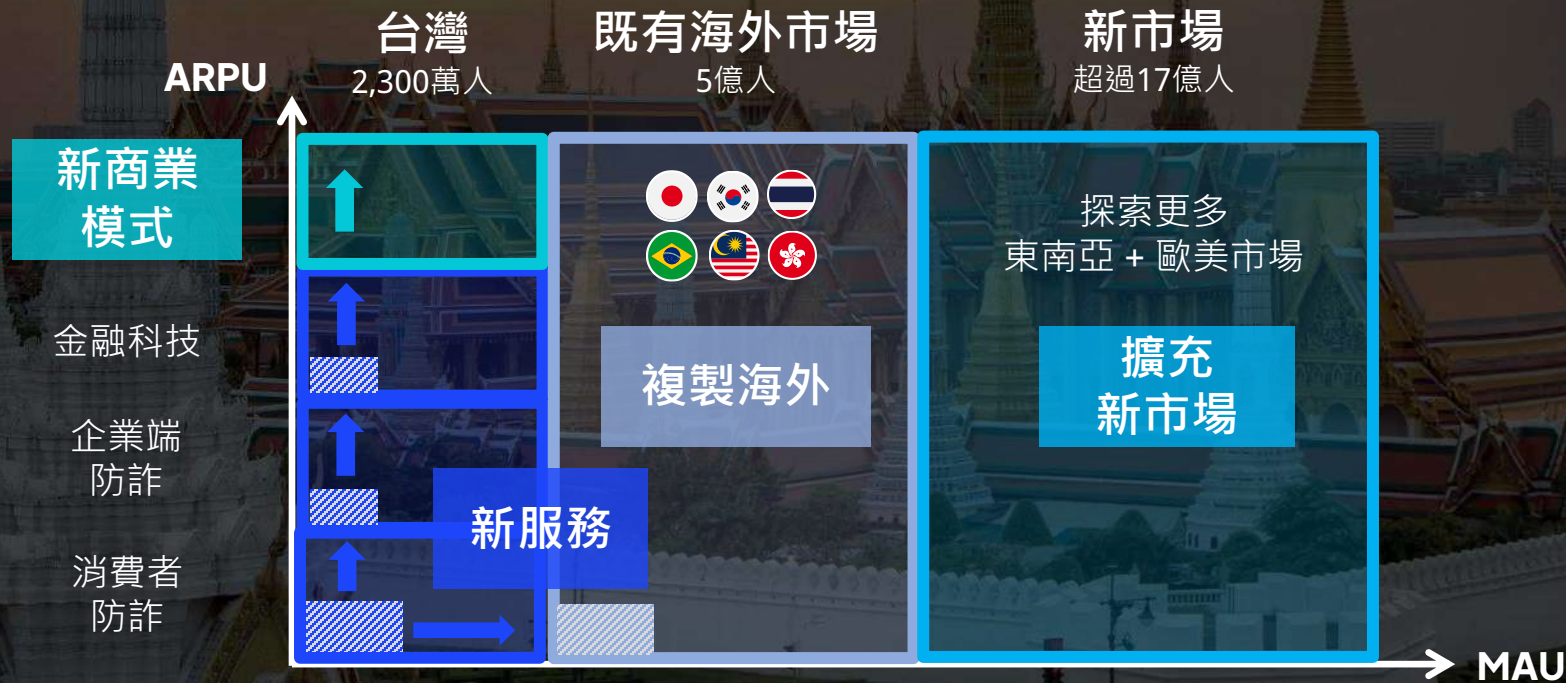 台灣
2,300萬人
既有海外市場
5億人
新市場
超過17億人
ARPU
新商業
模式
金融科技
企業端
防詐
消費者
防詐
新服務
複製海外
探索更多
東南亞 + 歐美市場
擴充
新市場
MAU